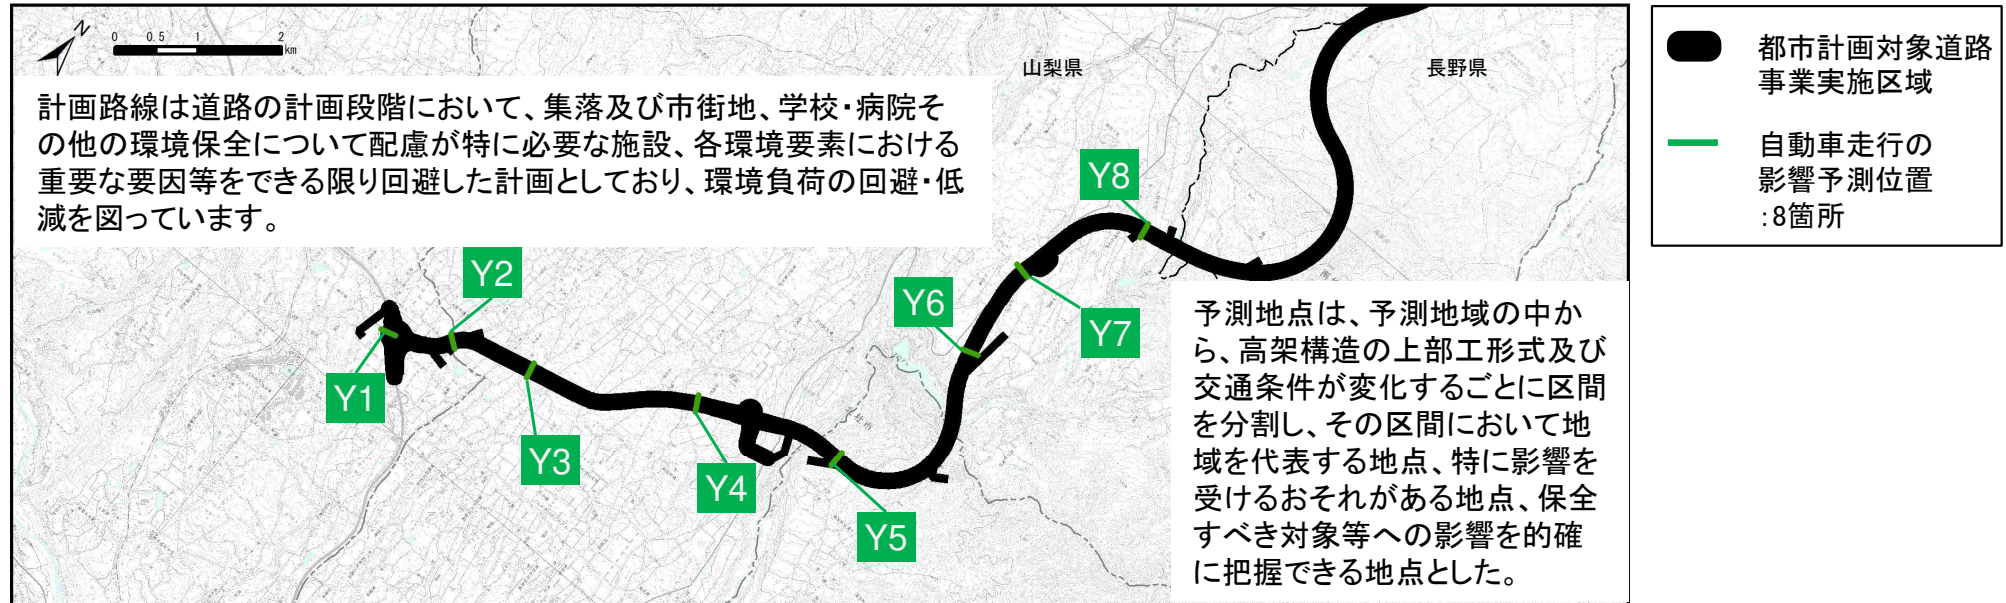 N
0 0.5 1 2
km
山梨県
長野県
計画路線は道路の計画段階において、集落及び市街地、学校・病院そ
の他の環境保全について配慮が特に必要な施設、各環境要素における
重要な要因等をできる限り回避した計画としており、環境負荷の回避・低
減を図っています。
Y1
Y2
Y3
Y4
Y5
Y6
Y7
Y8
予測地点は、予測地域の中か
ら、高架構造の上部工形式及び
交通条件が変化するごとに区間
を分割し、その区間において地
域を代表する地点、特に影響を
受けるおそれがある地点、保全
すべき対象等への影響を的確
に把握できる地点とした。
都市計画対象道路
事業実施区域
自動車走行の
影響予測位置
:8箇所